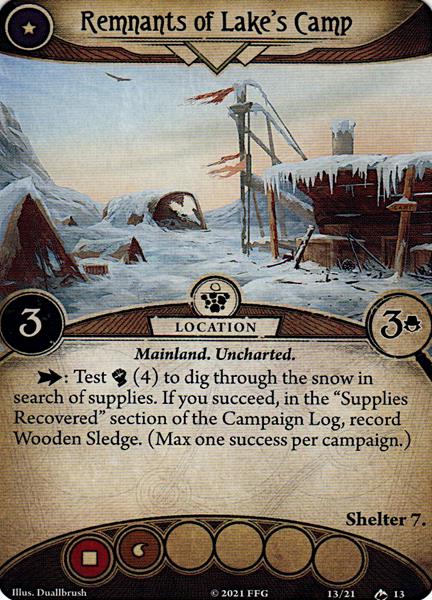 Remnants of Lake's Camp
3
LOCATION
3
Mainland. Uncharted.
: Test (4) to dig through the snow in
search of supplies. If you succeed, in the “Supplies
Recovered” section of the Campaign Log, record
Wooden Sledge. (Max one success per campaign.)
Shelter 7.
Illus. Duallbrush © 2021 FFG 13/21 13